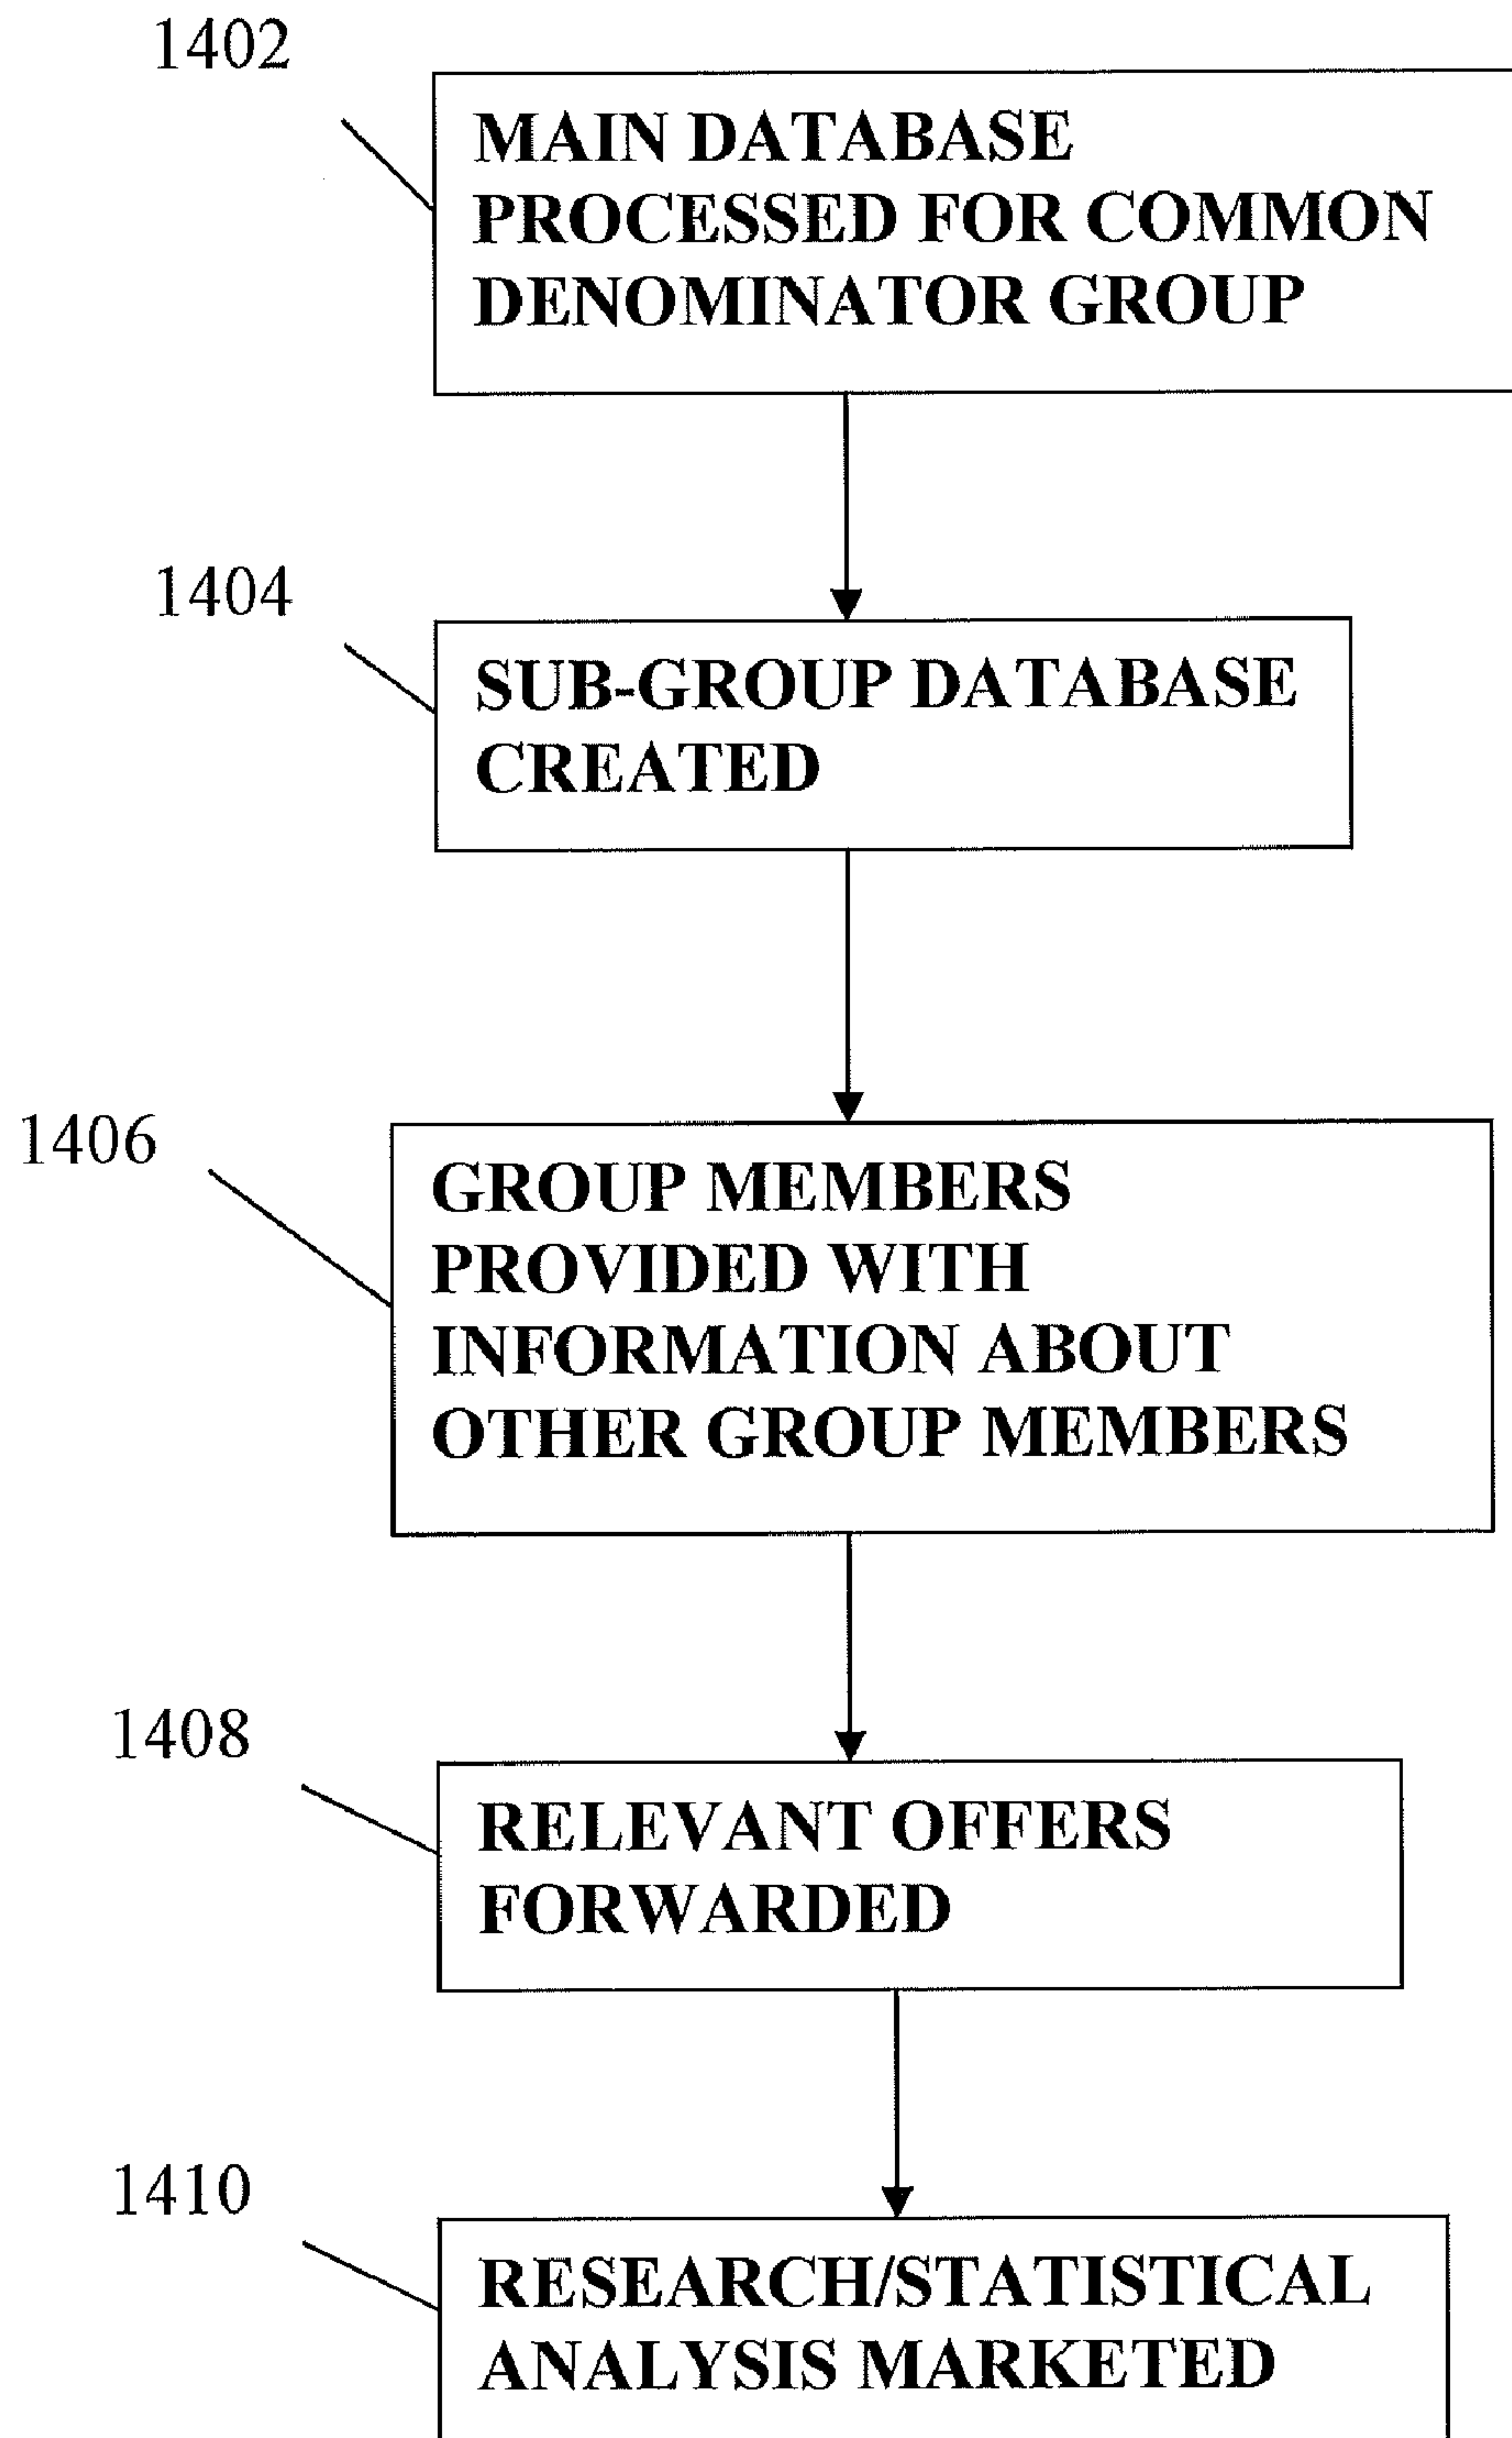 1402
MAIN DATABASE
PROCESSED FOR COMMON
DENOMINATOR GROUP
1404
SUB-GROUP DATABASE
CREATED
1406
GROUP MEMBERS
PROVIDED WITH
INFORMATION ABOUT
OTHER GROUP MEMBERS
1408
RELEVANT OFFERS
FORWARDED
1410
RESEARCH/STATISTICAL
ANALYSIS MARKETED